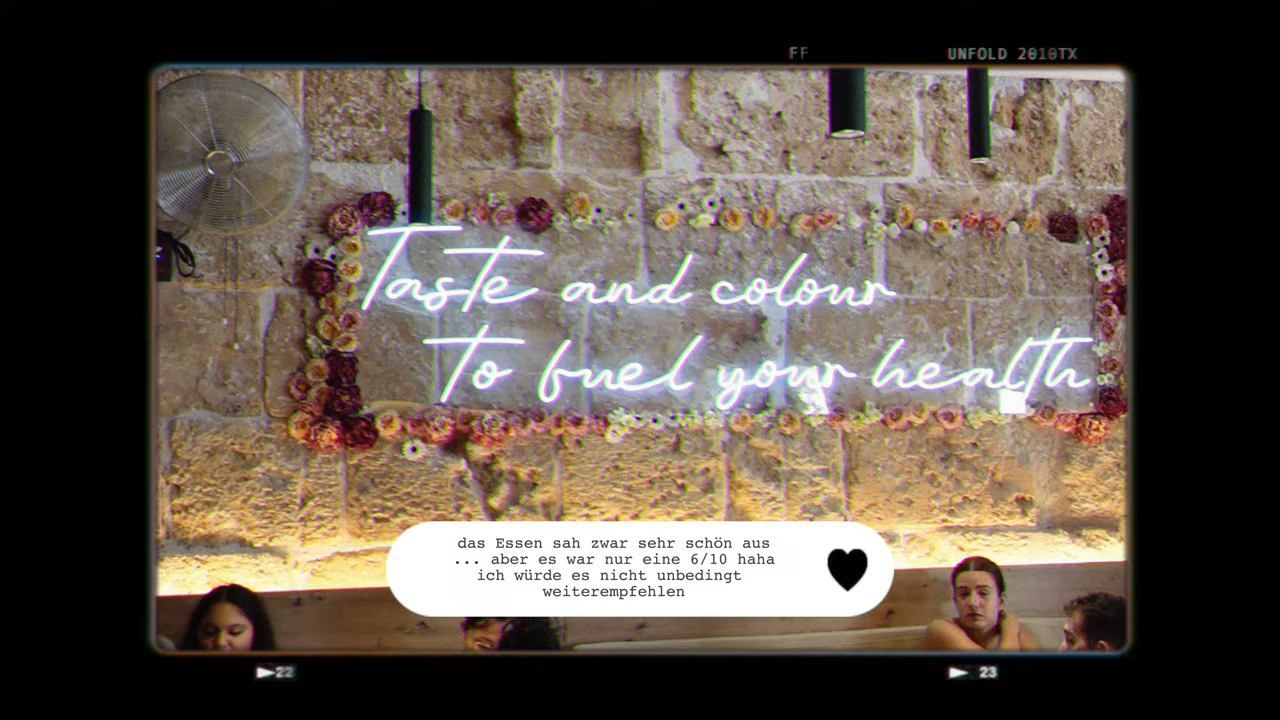 FF UNFOLD 2010TX
Taste and colour
to fuel your health
das Essen sah zwar sehr schön aus
... aber es war nur eine 6/10 haha
ich würde es nicht unbedingt
weiterempfehlen
22 23